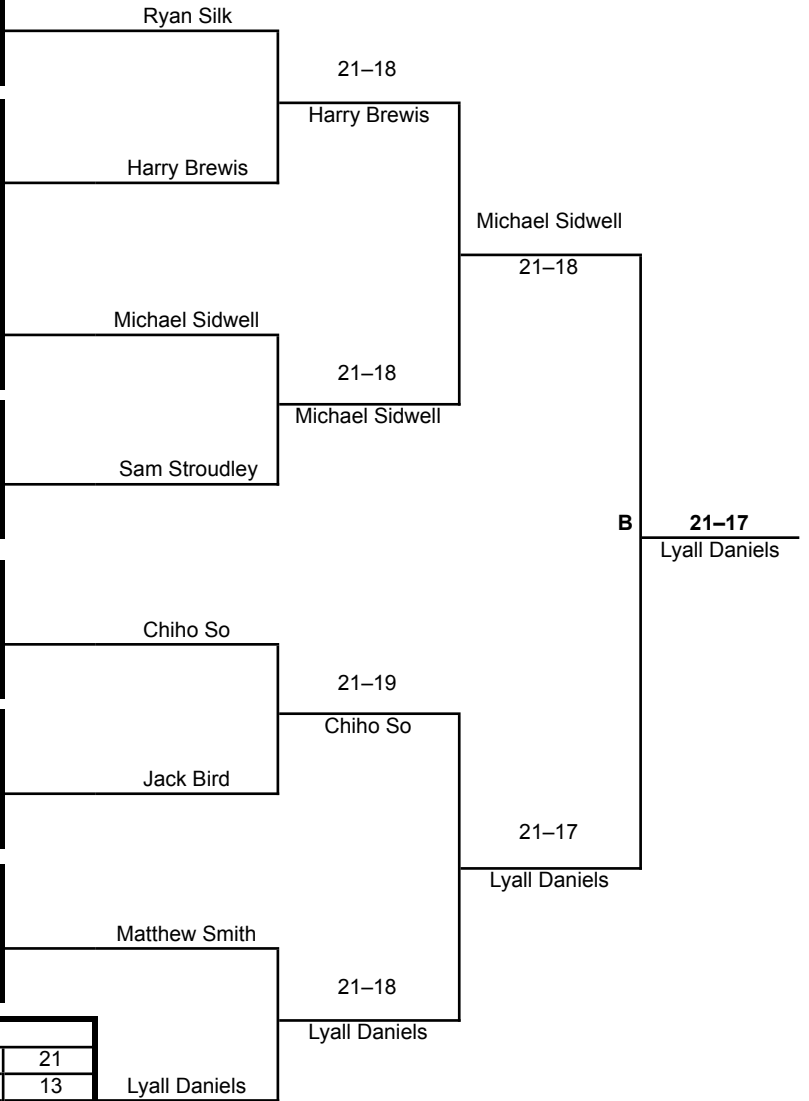 Ryan Silk
21–18
Harry Brewis
Harry Brewis
Michael Sidwell
21–18
Michael Sidwell
21–18
Michael Sidwell
Sam Stroudley
B 21–17
Lyall Daniels
Chiho So
21–19
Chiho So
Jack Bird
21–17
Lyall Daniels
Matthew Smith
21–18
Lyall Daniels
21
13 Lyall Daniels